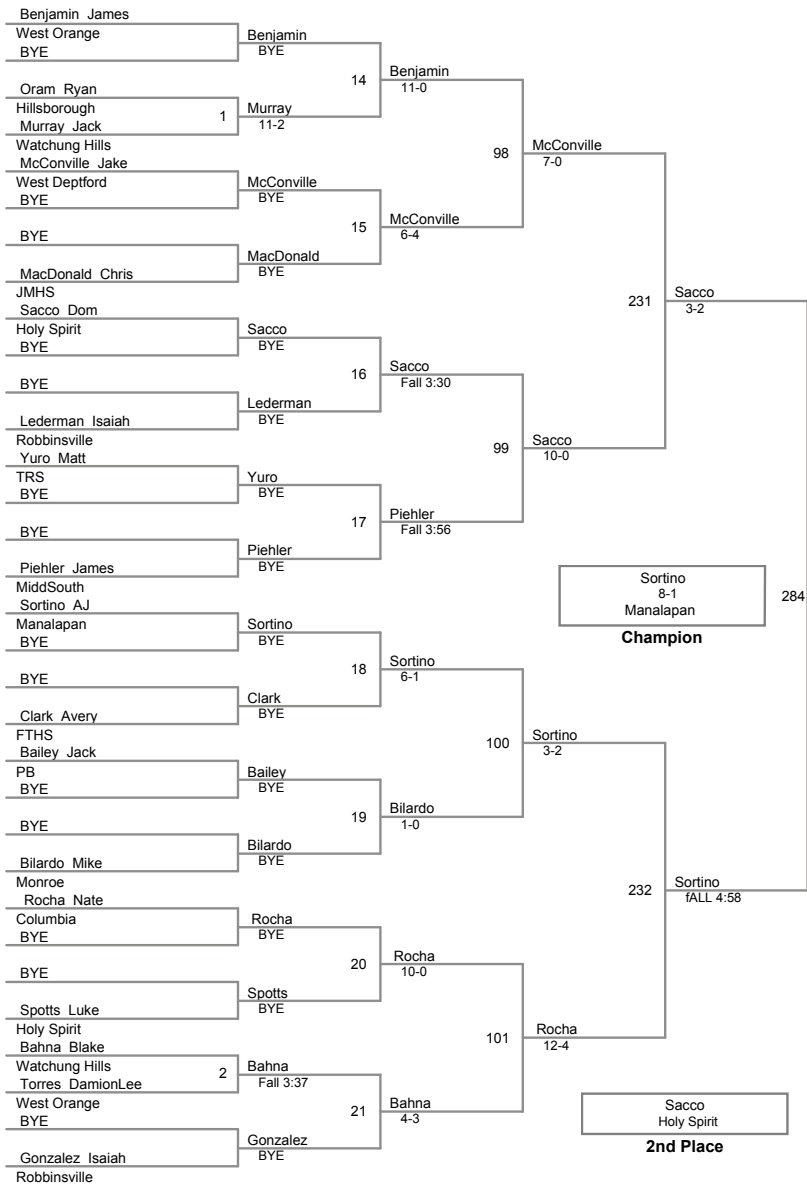 Benjamin James
West Orange
BYE
Oram Ryan
Hillsborough
Murray Jack
Watchung Hills
McConville Jake
West Deptford
BYE
BYE
MacDonald Chris
JMHS
Sacco Dom
Holy Spirit
BYE
BYE
Lederman Isaiah
Robbinsville
Yuro Matt
TRS
BYE
BYE
Piehler James
MiddSouth
Sortino AJ
Manalapan
BYE
BYE
Clark Avery
FTHS
Bailey Jack
PB
BYE
BYE
Bilardo Mike
Monroe
Rocha Nate
Columbia
BYE
BYE
Spotts Luke
Holy Spirit
Bahna Blake
Watchung Hills
Torres DamionLee
West Orange
BYE
Gonzalez Isaiah
Robbinsville
1
2
Benjamin
BYE
Murray
11-2
McConville
BYE
MacDonald
BYE
Sacco
BYE
Lederman
BYE
Yuro
BYE
Piehler
BYE
Sortino
BYE
Clark
BYE
Bailey
BYE
Bilardo
BYE
Rocha
BYE
Spotts
BYE
Bahna
Fall 3:37
Gonzalez
BYE
14
15
16
17
18
19
20
21
Benjamin
11-0
McConville
6-4
Sacco
Fall 3:30
Piehler
Fall 3:56
Sortino
6-1
Bilardo
1-0
Rocha
10-0
Bahna
4-3
98
99
100
101
McConville
7-0
Sacco
10-0
Sortino
3-2
Rocha
12-4
231
232
Sacco
3-2
Sortino
fALL 4:58
284
Sortino
8-1
Manalapan
Champion
Sacco
Holy Spirit
2nd Place